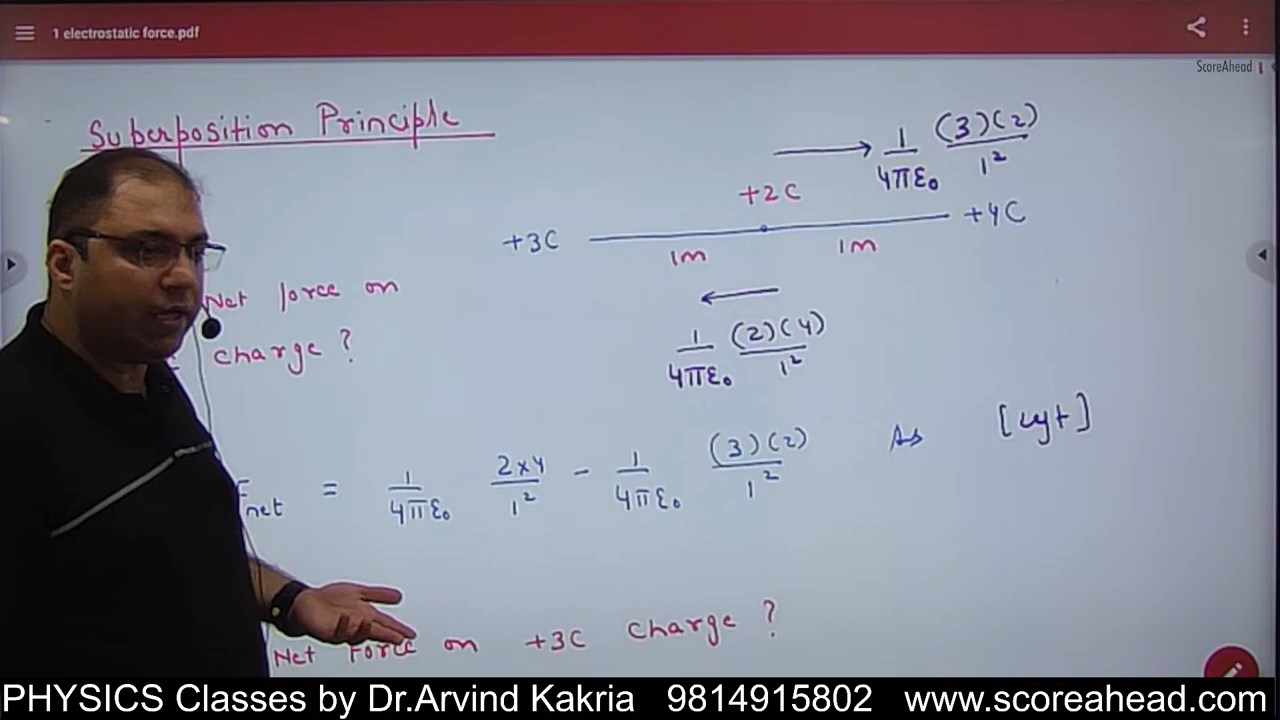 1 electrostatic force.pdf
ScoreAhead
Superposition Principle
1/4πε₀ (3)(2)/1²
+2C
+3C
+4C
1m 1m
Net force on
charge ?
1/4πε₀ (2)(4)/1²
Fnet = 1/4πε₀ 2×4/1² - 1/4πε₀ (3)(2)/1² As
Net Force on +3C charge ?
PHYSICS Classes by Dr.Arvind Kakria 9814915802 www.scoreahead.com